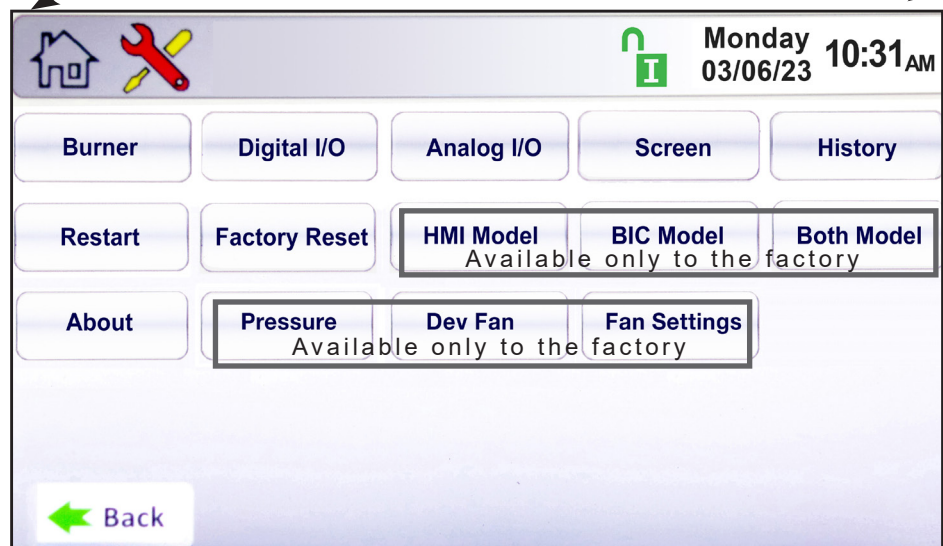 Monday
03/06/23 10:31AM
I
Burner Digital I/O Analog I/O Screen History
Restart Factory Reset HMI Model BIC Model Both Model
Available only to the factory
About Pressure Dev Fan Fan Settings
Available only to the factory
Back